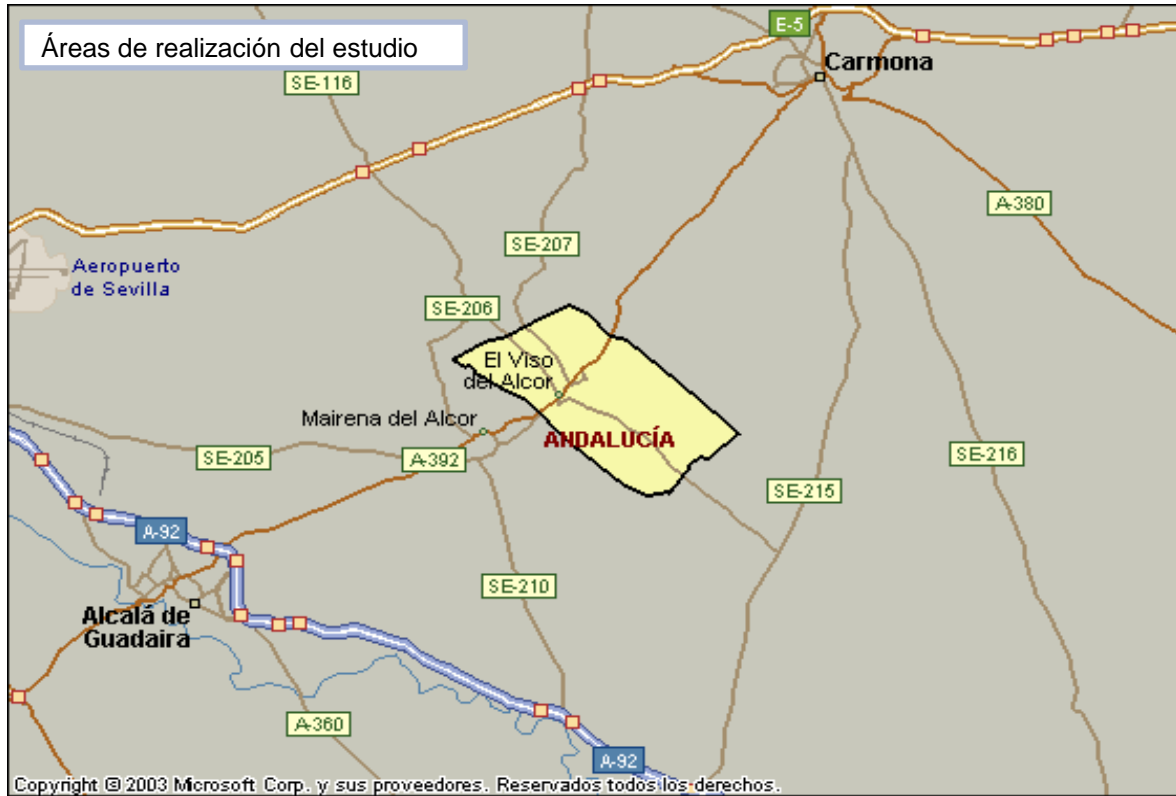 Áreas de realización del estudio
E-5
Carmona
SE-116
A-380
SE-207
Aeropuerto
de Sevilla
SE-206
El Viso
del Alcor
Mairena del Alcor
ANDALUCÍA
SE-205
A-392
SE-216
SE-215
A-92
SE-210
Alcalá de
Guadaira
A-360
A-92
Copyright © 2003 Microsoft Corp. y sus proveedores. Reservados todos los derechos.